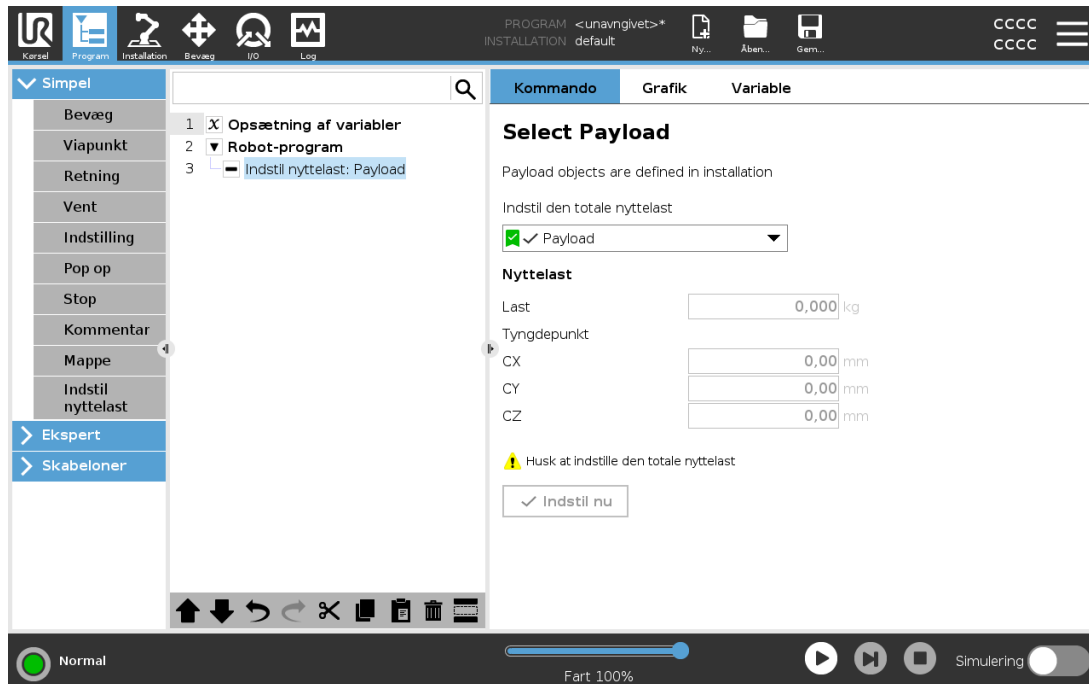 UR
PROGRAM <unavngivet>*
INSTALLATION default
Ny...
Åben...
Gem...
CCCC
CCCC
Kørsel
Program
Installation
Bevæg
I/O
Log
Simpel
Bevæg
Viapunkt
Retning
Vent
Indstilling
Pop op
Stop
Kommentar
Mappe
Indstil
nyttelast
Ekspert
Skabeloner
1 X Opsætning af variabler
2 Robot-program
3 Indstil nyttelast: Payload
Kommando
Grafik
Variable
Select Payload
Payload objects are defined in installation
Indstil den totale nyttelast
Payload
Nyttelast
Last 0,000 kg
Tyngdepunkt
CX 0,00 mm
CY 0,00 mm
CZ 0,00 mm
Husk at indstille den totale nyttelast
Indstil nu
Normal
Fart 100%
Simulering